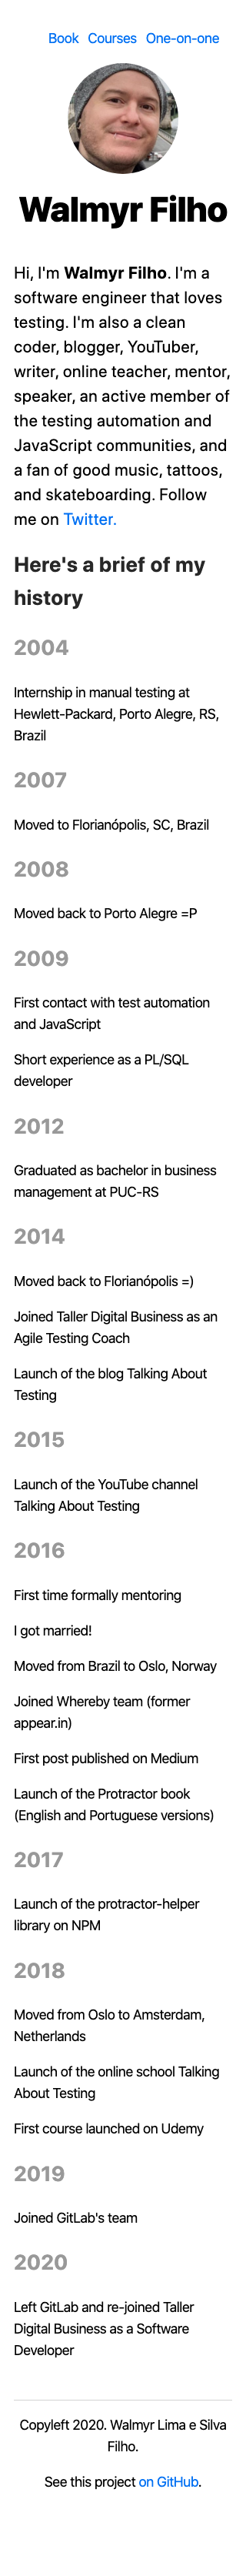 Book Courses One-on-one
Walmyr Filho
Hi, I'm Walmyr Filho. I'm a
software engineer that loves
testing. I'm also a clean
coder, blogger, YouTuber,
writer, online teacher, mentor,
speaker, an active member of
the testing automation and
JavaScript communities, and
a fan of good music, tattoos,
and skateboarding. Follow
me on Twitter.
Here's a brief of my
history
2004
Internship in manual testing at
Hewlett-Packard, Porto Alegre, RS,
Brazil
2007
Moved to Florianópolis, SC, Brazil
2008
Moved back to Porto Alegre =P
2009
First contact with test automation
and JavaScript
Short experience as a PL/SQL
developer
2012
Graduated as bachelor in business
management at PUC-RS
2014
Moved back to Florianópolis =)
Joined Taller Digital Business as an
Agile Testing Coach
Launch of the blog Talking About
Testing
2015
Launch of the YouTube channel
Talking About Testing
2016
First time formally mentoring
I got married!
Moved from Brazil to Oslo, Norway
Joined Whereby team (former
appear.in)
First post published on Medium
Launch of the Protractor book
(English and Portuguese versions)
2017
Launch of the protractor-helper
library on NPM
2018
Moved from Oslo to Amsterdam,
Netherlands
Launch of the online school Talking
About Testing
First course launched on Udemy
2019
Joined GitLab's team
2020
Left GitLab and re-joined Taller
Digital Business as a Software
Developer
Copyleft 2020. Walmyr Lima e Silva
Filho.
See this project on GitHub.